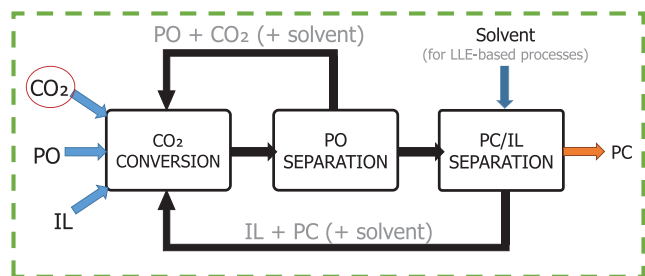 PO + CO₂ (+ solvent)
Solvent
(for LLE-based processes)
CO₂
PO
IL
CO₂
CONVERSION
PO
SEPARATION
PC/IL
SEPARATION
PC
IL + PC (+ solvent)